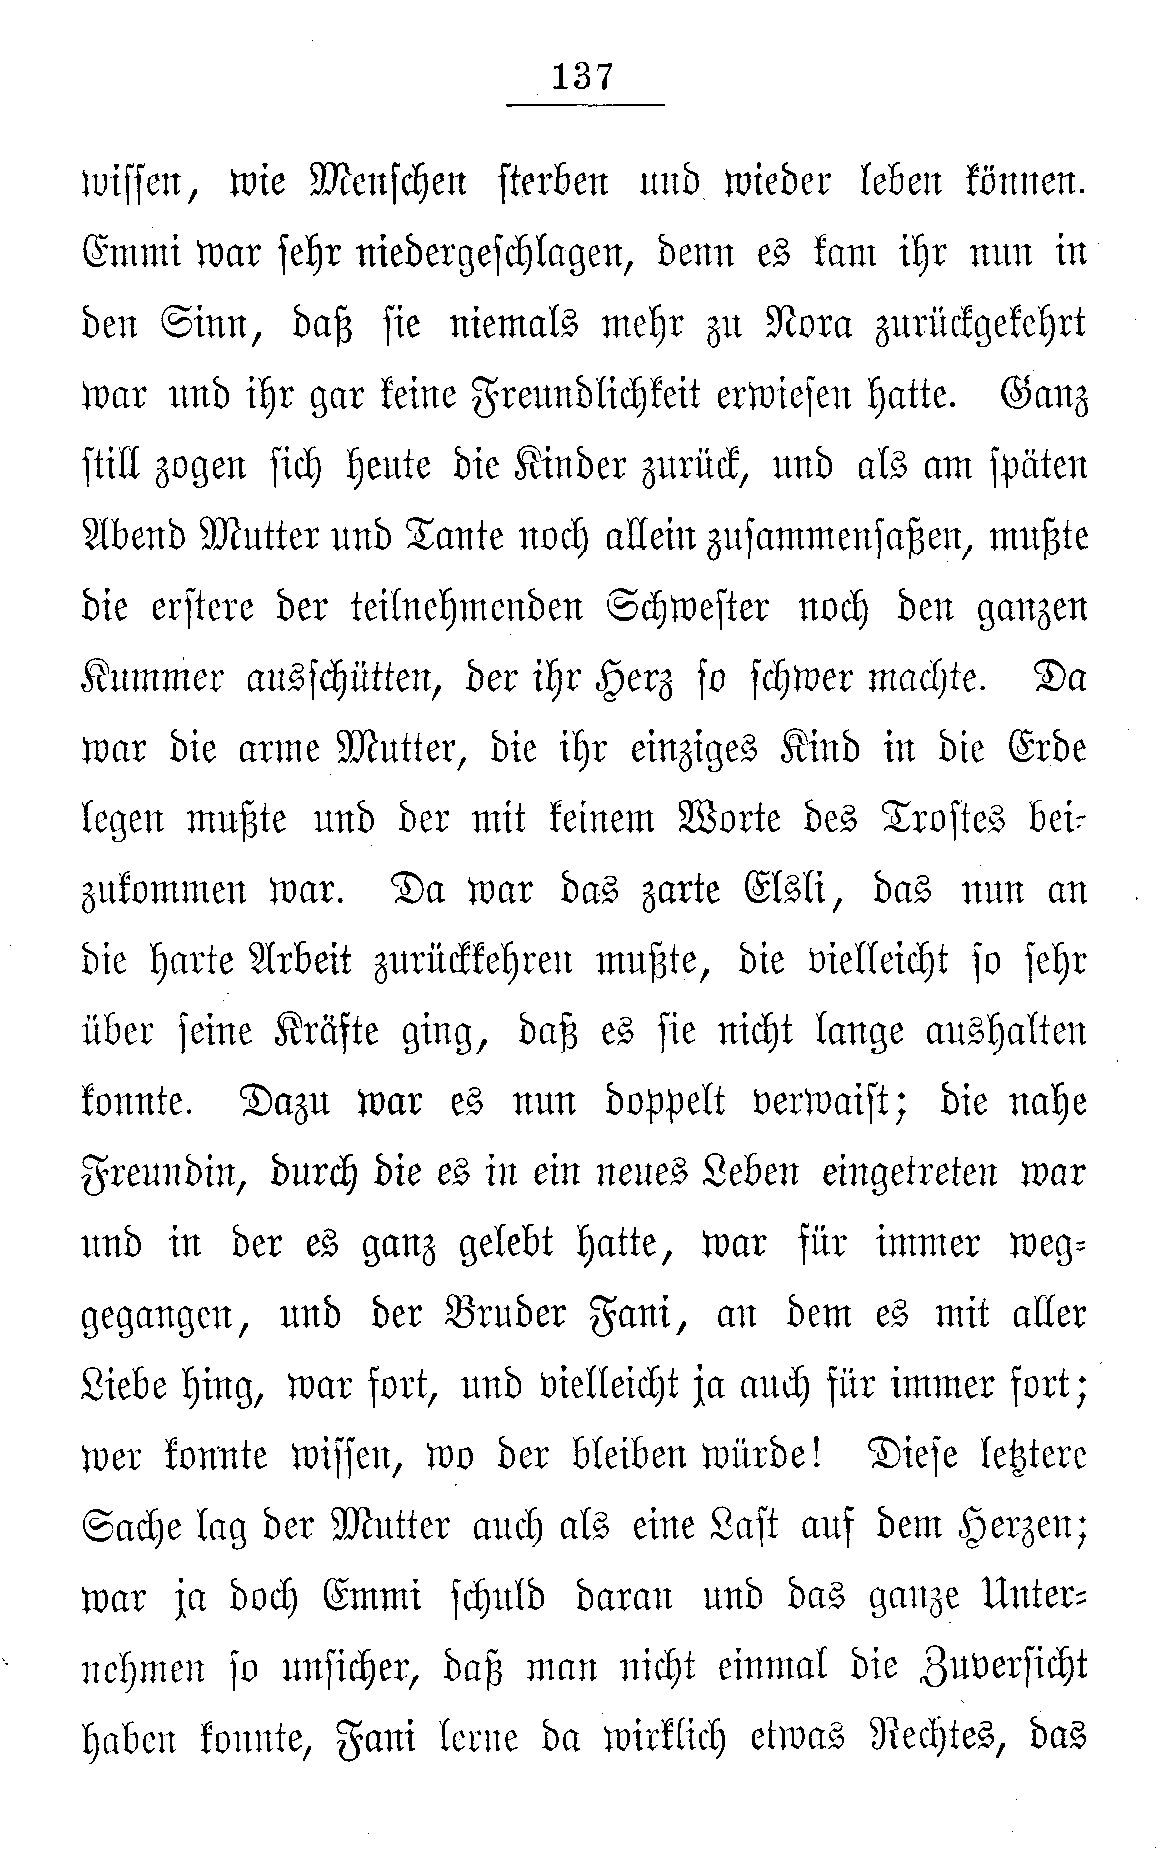 137
wissen, wie Menschen sterben und wieder leben können.
Emmi war sehr niedergeschlagen, denn es kam ihr nun in
den Sinn, daß sie niemals mehr zu Nora zurückgekehrt
war und ihr gar keine Freundlichkeit erwiesen hatte. Ganz
still zogen sich heute die Kinder zurück, und als am späten
Abend Mutter und Tante noch allein zusammensaßen, mußte
die erstere der teilnehmenden Schwester noch den ganzen
Kummer ausschütten, der ihr Herz so schwer machte. Da
war die arme Mutter, die ihr einziges Kind in die Erde
legen mußte und der mit keinem Worte des Trostes bei-
zukommen war. Da war das zarte Elsli, das nun an
die harte Arbeit zurückkehren mußte, die vielleicht so sehr
über seine Kräfte ging, daß es sie nicht lange aushalten
konnte. Dazu war es nun doppelt verwaist; die nahe
Freundin, durch die es in ein neues Leben eingetreten war
und in der es ganz gelebt hatte, war für immer weg-
gegangen, und der Bruder Fani, an dem es mit aller
Liebe hing, war fort, und vielleicht ja auch für immer fort;
wer konnte wissen, wo der bleiben würde! Diese letztere
Sache lag der Mutter auch als eine Last auf dem Herzen;
war ja doch Emmi schuld daran und das ganze Unter-
nehmen so unsicher, daß man nicht einmal die Zuversicht
haben konnte, Fani lerne da wirklich etwas Rechtes, das